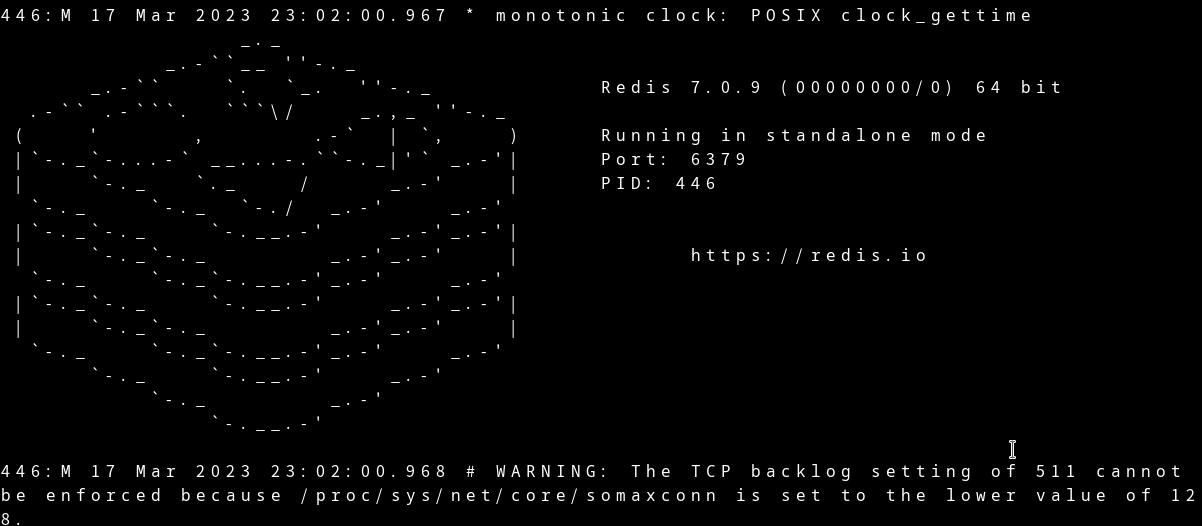 446:M 17 Mar 2023 23:02:00.967 * monotonic clock: POSIX clock_gettime
Redis 7.0.9 (00000000/0) 64 bit
Running in standalone mode
Port: 6379
PID: 446
https://redis.io
446:M 17 Mar 2023 23:02:00.968 # WARNING: The TCP backlog setting of 511 cannot
be enforced because /proc/sys/net/core/somaxconn is set to the lower value of 12
8.